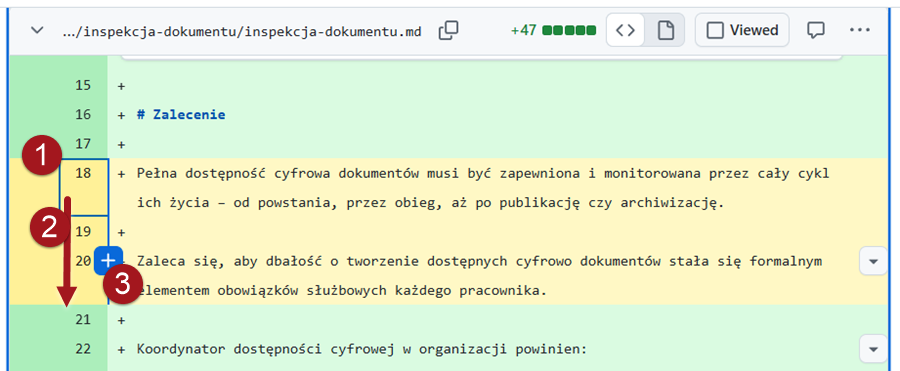 .../inspekcja-dokumentu/inspekcja-dokumentu.md +47 <> Viewed ...
15 +
16 + # Zalecenie
17 +
1
18 + Pełna dostępność cyfrowa dokumentów musi być zapewniona i monitorowana przez cały cykl
ich życia – od powstania, przez obieg, aż po publikację czy archiwizację.
2
19 +
20 + Zaleca się, aby dbałość o tworzenie dostępnych cyfrowo dokumentów stała się formalnym
3
elementem obowiązków służbowych każdego pracownika.
21 +
22 + Koordynator dostępności cyfrowej w organizacji powinien: